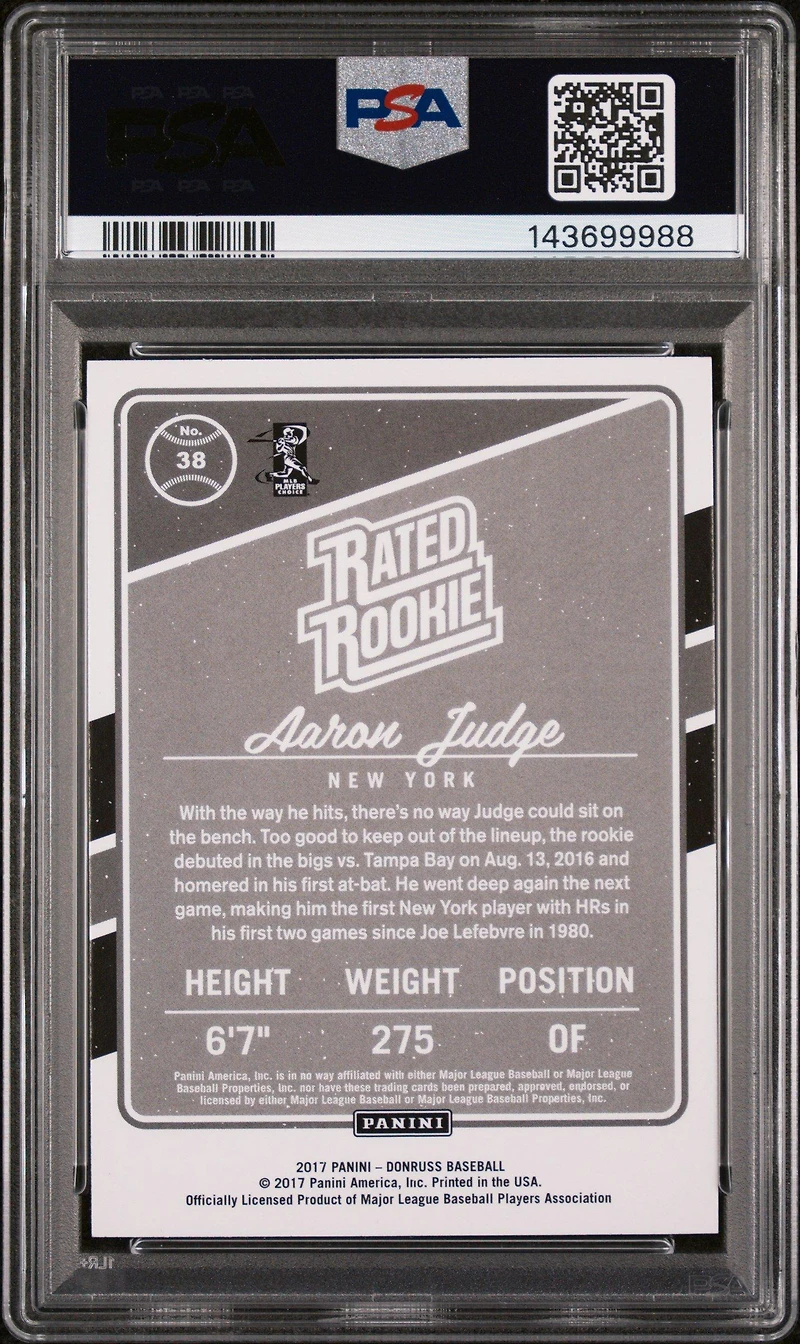 PSA PSA PSA
PSA
PSA PSA PSA
PSA
143699988
No.
38
MLB
PLAYERS
CHOICE
RATED
ROOKIE
Aaron Judge
NEW YORK
With the way he hits, there's no way Judge could sit on
the bench. Too good to keep out of the lineup, the rookie
debuted in the bigs vs. Tampa Bay on Aug. 13, 2016 and
homered in his first at-bat. He went deep again the next
game, making him the first New York player with HRs in
his first two games since Joe Lefebvre in 1980.
HEIGHT WEIGHT POSITION
6'7" 275 OF
Panini America, Inc. is in no way affiliated with either Major League Baseball or Major League
Baseball Properties, Inc. nor have these trading cards been prepared, approved, endorsed, or
licensed by either Major League Baseball or Major League Baseball Properties, Inc.
PANINI
2017 PANINI – DONRUSS BASEBALL
© 2017 Panini America, Inc. Printed in the USA.
Officially Licensed Product of Major League Baseball Players Association
PSA